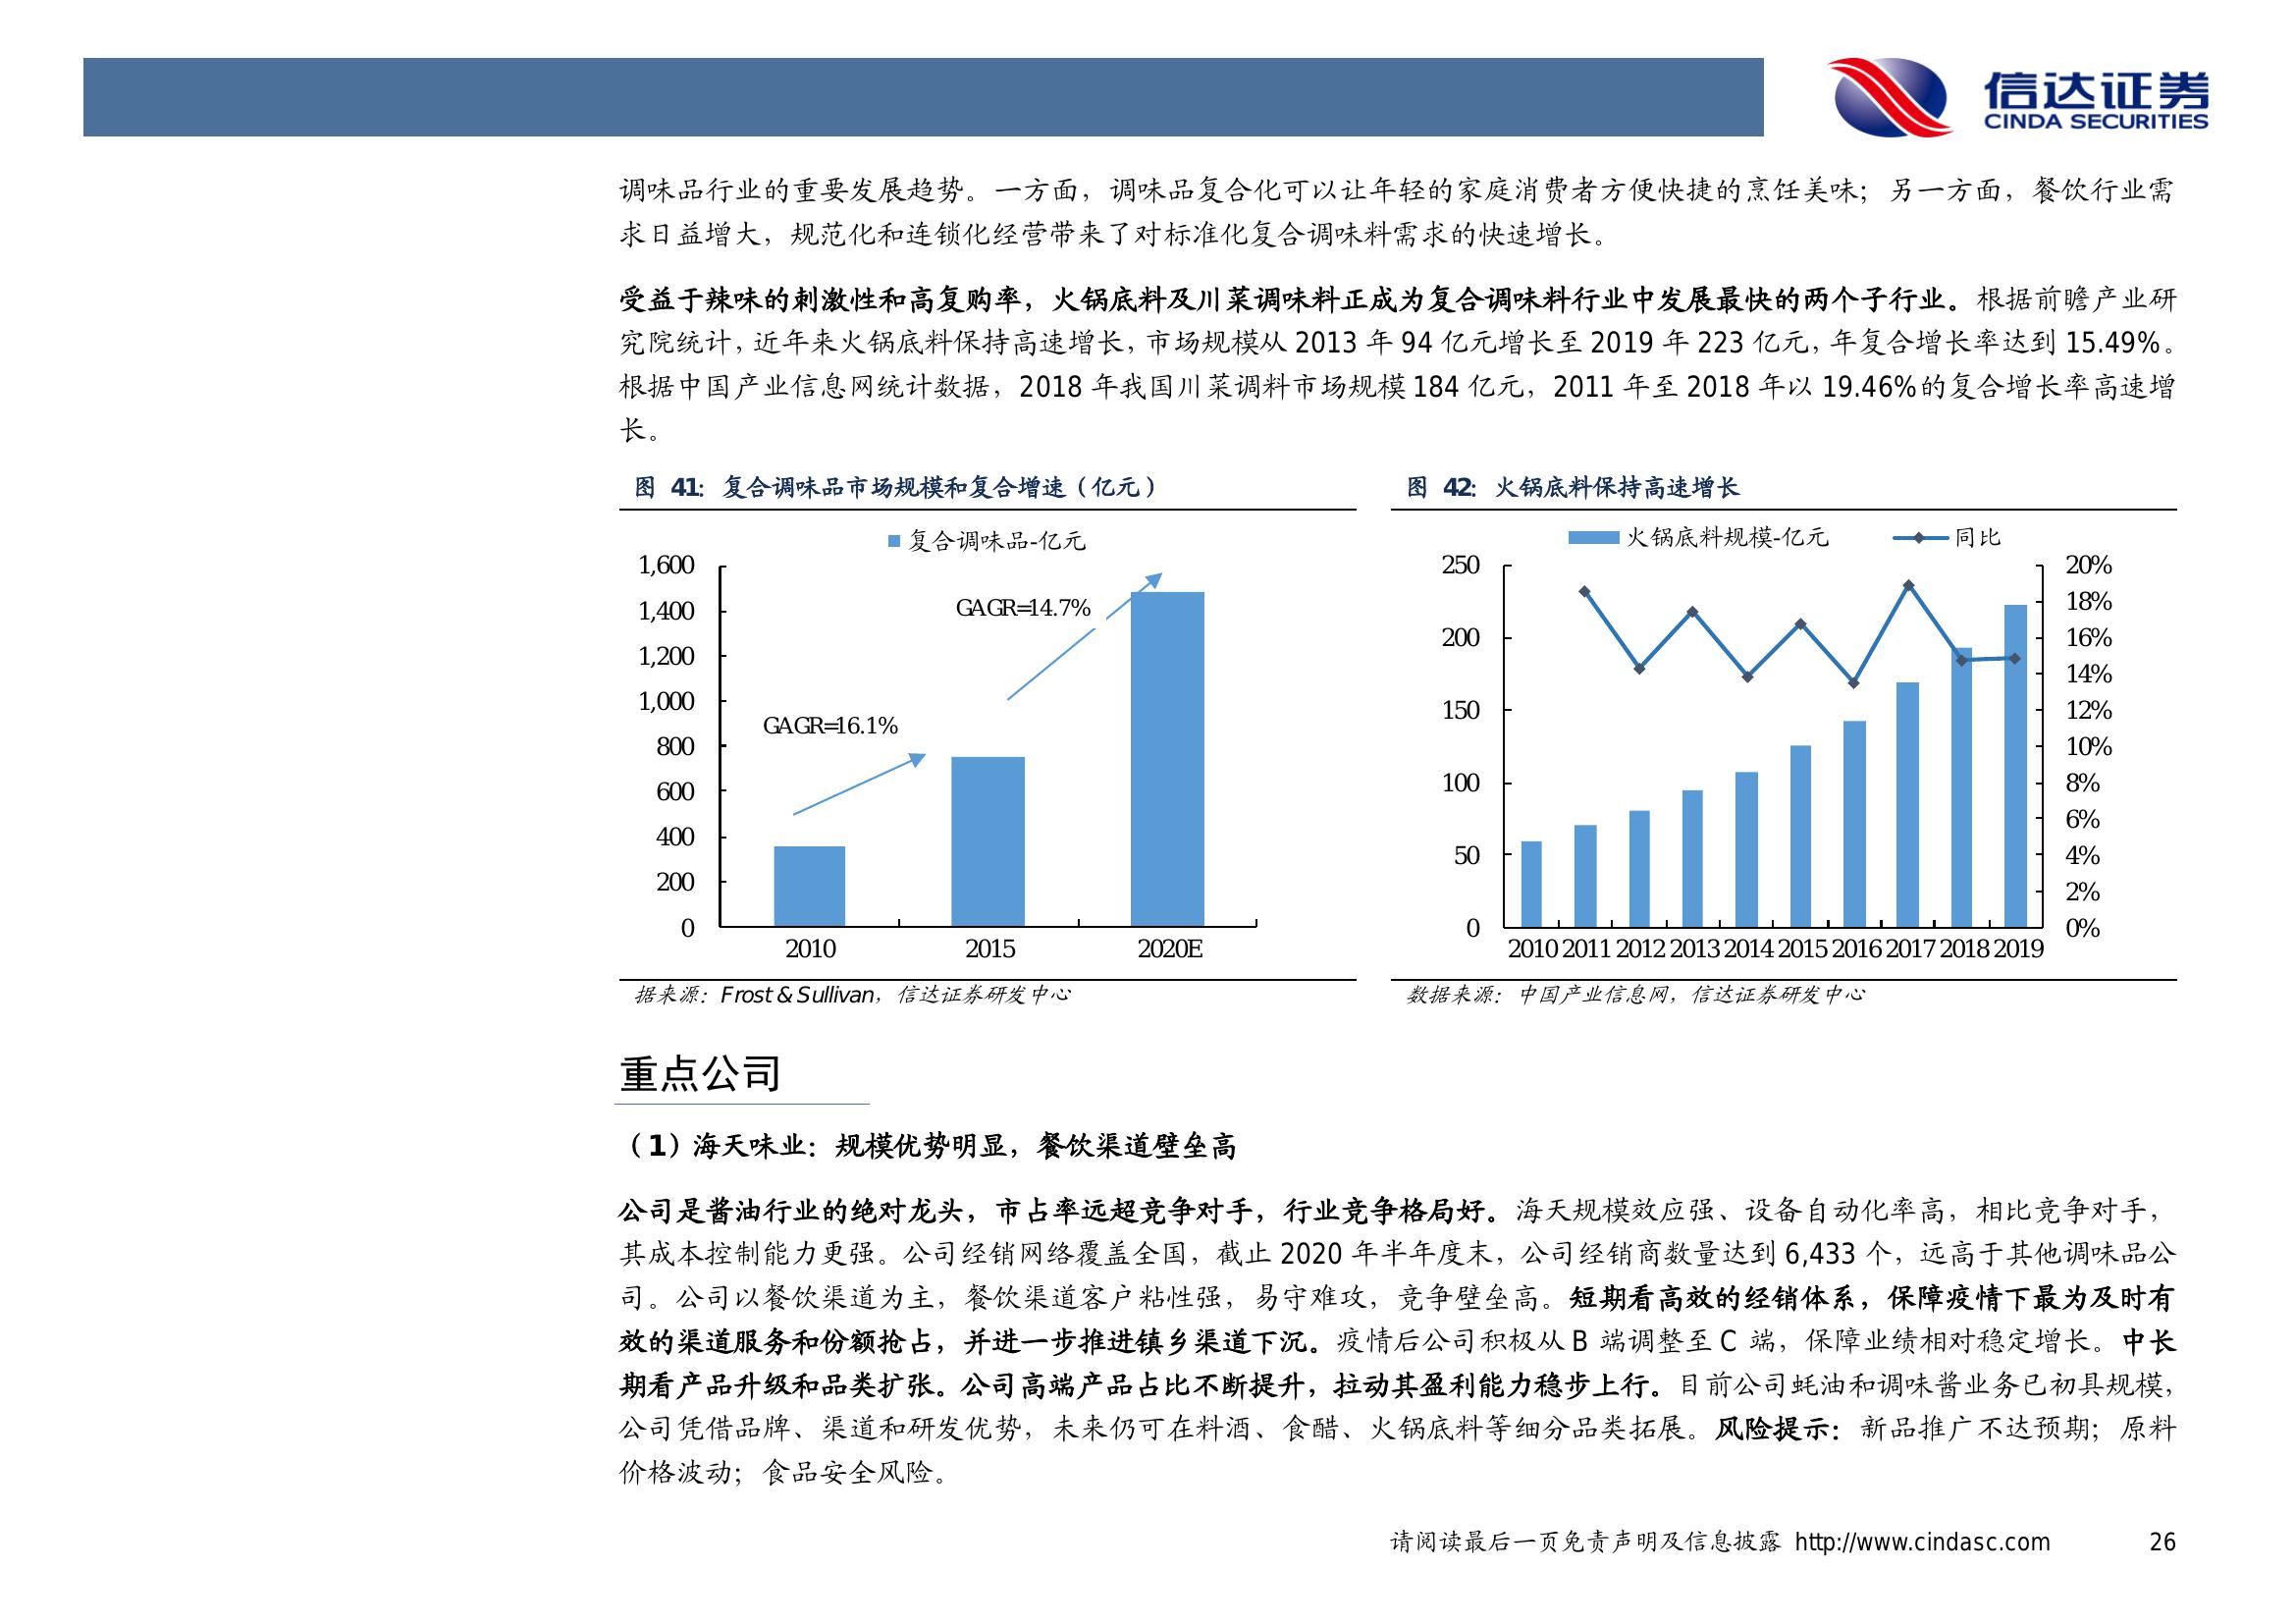 信达证券
CINDA SECURITIES
调味品行业的重要发展趋势。一方面，调味品复合化可以让年轻的家庭消费者方便快捷的烹饪美味；另一方面，餐饮行业需
求日益增大，规范化和连锁化经营带来了对标准化复合调味料需求的快速增长。
受益于辣味的刺激性和高复购率，火锅底料及川菜调味料正成为复合调味料行业中发展最快的两个子行业。根据前瞻产业研
究院统计，近年来火锅底料保持高速增长，市场规模从 2013 年 94 亿元增长至 2019 年 223 亿元，年复合增长率达到 15.49%。
根据中国产业信息网统计数据，2018 年我国川菜调料市场规模 184 亿元，2011 年至 2018 年以 19.46%的复合增长率高速增
长。
图 41：复合调味品市场规模和复合增速（亿元）
复合调味品-亿元
1,600
1,400
1,200
1,000
800
600
400
200
0
GAGR=14.7%
GAGR=16.1%
2010 2015 2020E
据来源：Frost & Sullivan，信达证券研发中心
图 42：火锅底料保持高速增长
火锅底料规模-亿元 同比
250
200
150
100
50
0
20%
18%
16%
14%
12%
10%
8%
6%
4%
2%
0%
2010 2011 2012 2013 2014 2015 2016 2017 2018 2019
数据来源：中国产业信息网，信达证券研发中心
重点公司
（1）海天味业：规模优势明显，餐饮渠道壁垒高
公司是酱油行业的绝对龙头，市占率远超竞争对手，行业竞争格局好。海天规模效应强、设备自动化率高，相比竞争对手，
其成本控制能力更强。公司经销网络覆盖全国，截止 2020 年半年度末，公司经销商数量达到 6,433 个，远高于其他调味品公
司。公司以餐饮渠道为主，餐饮渠道客户粘性强，易守难攻，竞争壁垒高。短期看高效的经销体系，保障疫情下最为及时有
效的渠道服务和份额抢占，并进一步推进镇乡渠道下沉。疫情后公司积极从 B 端调整至 C 端，保障业绩相对稳定增长。中长
期看产品升级和品类扩张。公司高端产品占比不断提升，拉动其盈利能力稳步上行。目前公司蚝油和调味酱业务已初具规模，
公司凭借品牌、渠道和研发优势，未来仍可在料酒、食醋、火锅底料等细分品类拓展。风险提示：新品推广不达预期；原料
价格波动；食品安全风险。
请阅读最后一页免责声明及信息披露 http://www.cindasc.com 26